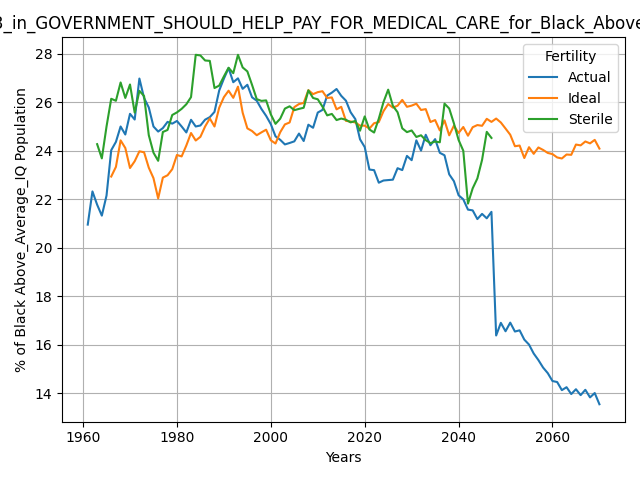 3_in_GOVERNMENT_SHOULD_HELP_PAY_FOR_MEDICAL_CARE_for_Black_Above
Fertility
Actual
Ideal
Sterile
% of Black Above_Average_IQ Population
28
26
24
22
20
18
16
14
1960
1980
2000
2020
2040
2060
Years